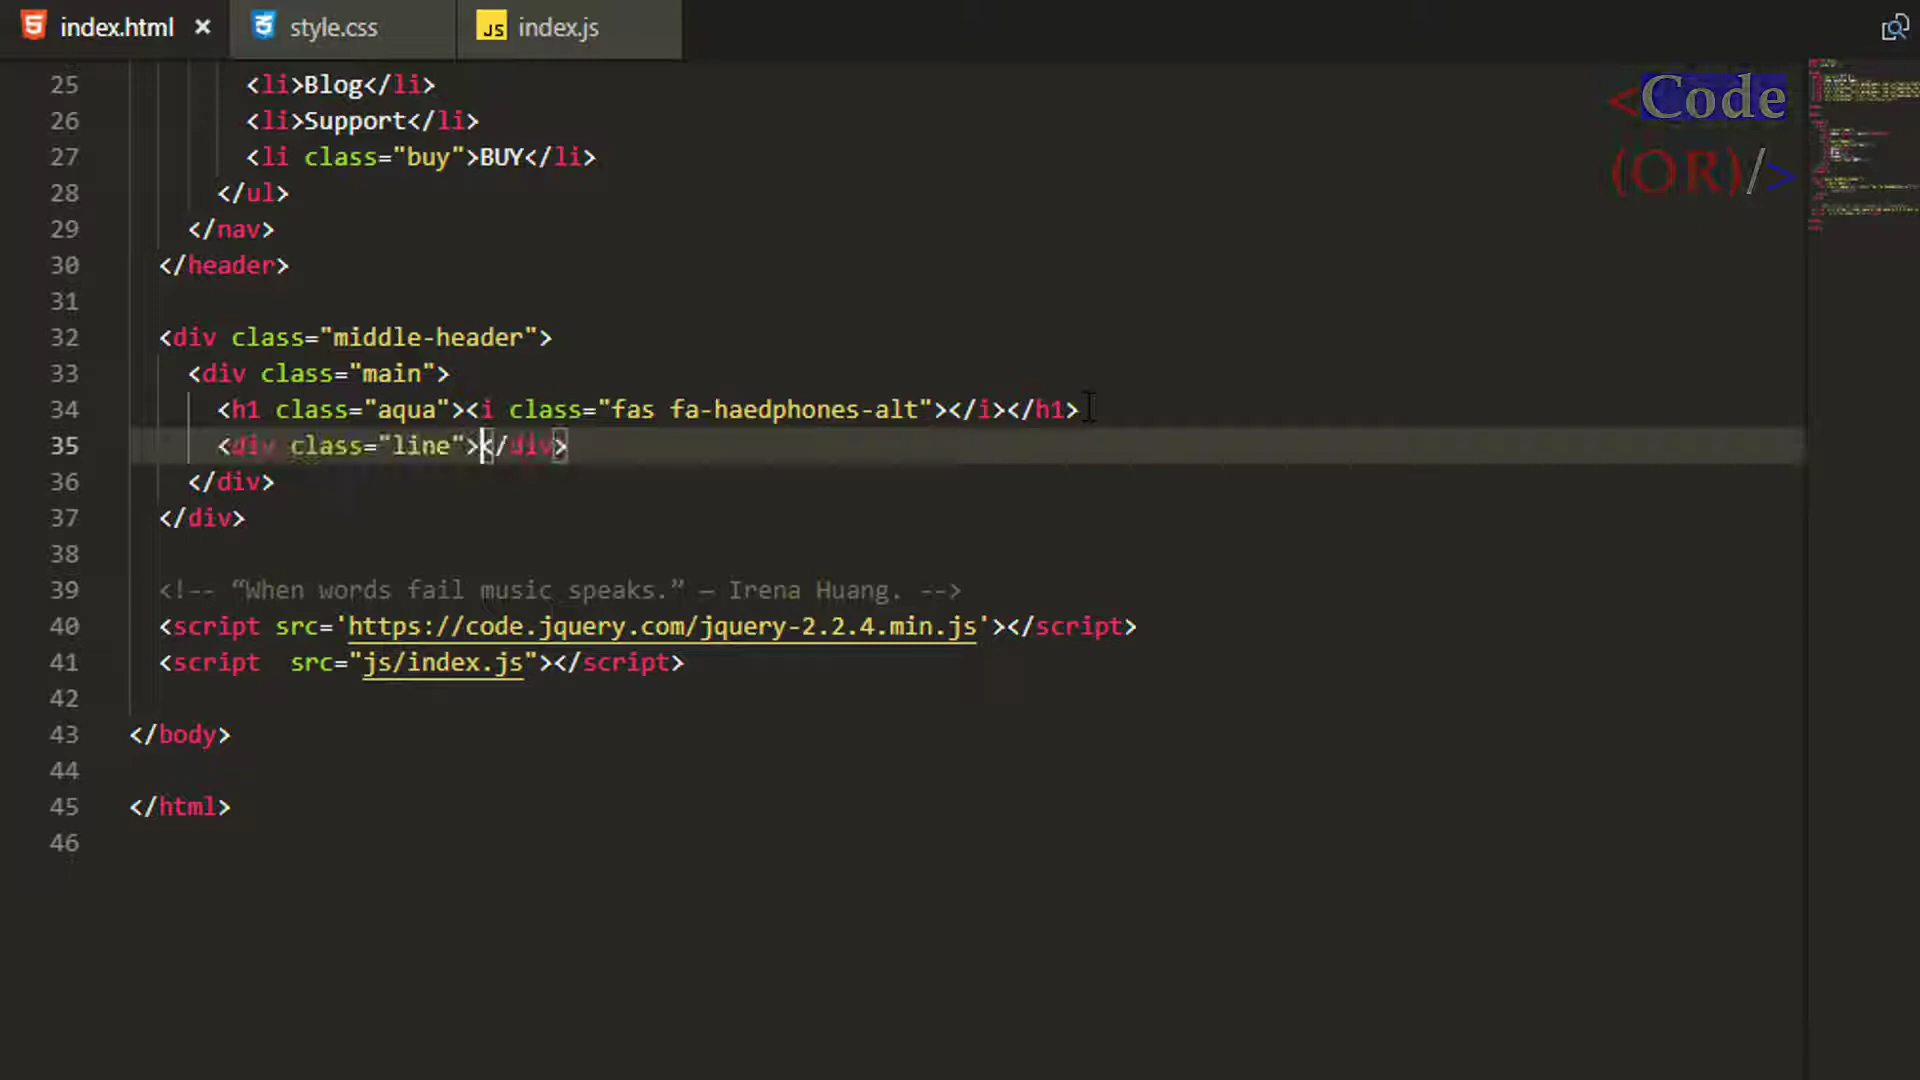 index.html × style.css JS index.js
<Code
(OR)/>
25 <li>Blog</li>
26 <li>Support</li>
27 <li class="buy">BUY</li>
28 </ul>
29 </nav>
30 </header>
31
32 <div class="middle-header">
33 <div class="main">
34 <h1 class="aqua"><i class="fas fa-haedphones-alt"></i></h1>
35 <div class="line"></div>
36 </div>
37 </div>
38
39 <!-- “When words fail music speaks.” — Irena Huang. -->
40 <script src='https://code.jquery.com/jquery-2.2.4.min.js'></script>
41 <script  src="js/index.js"></script>
42
43 </body>
44
45 </html>
46